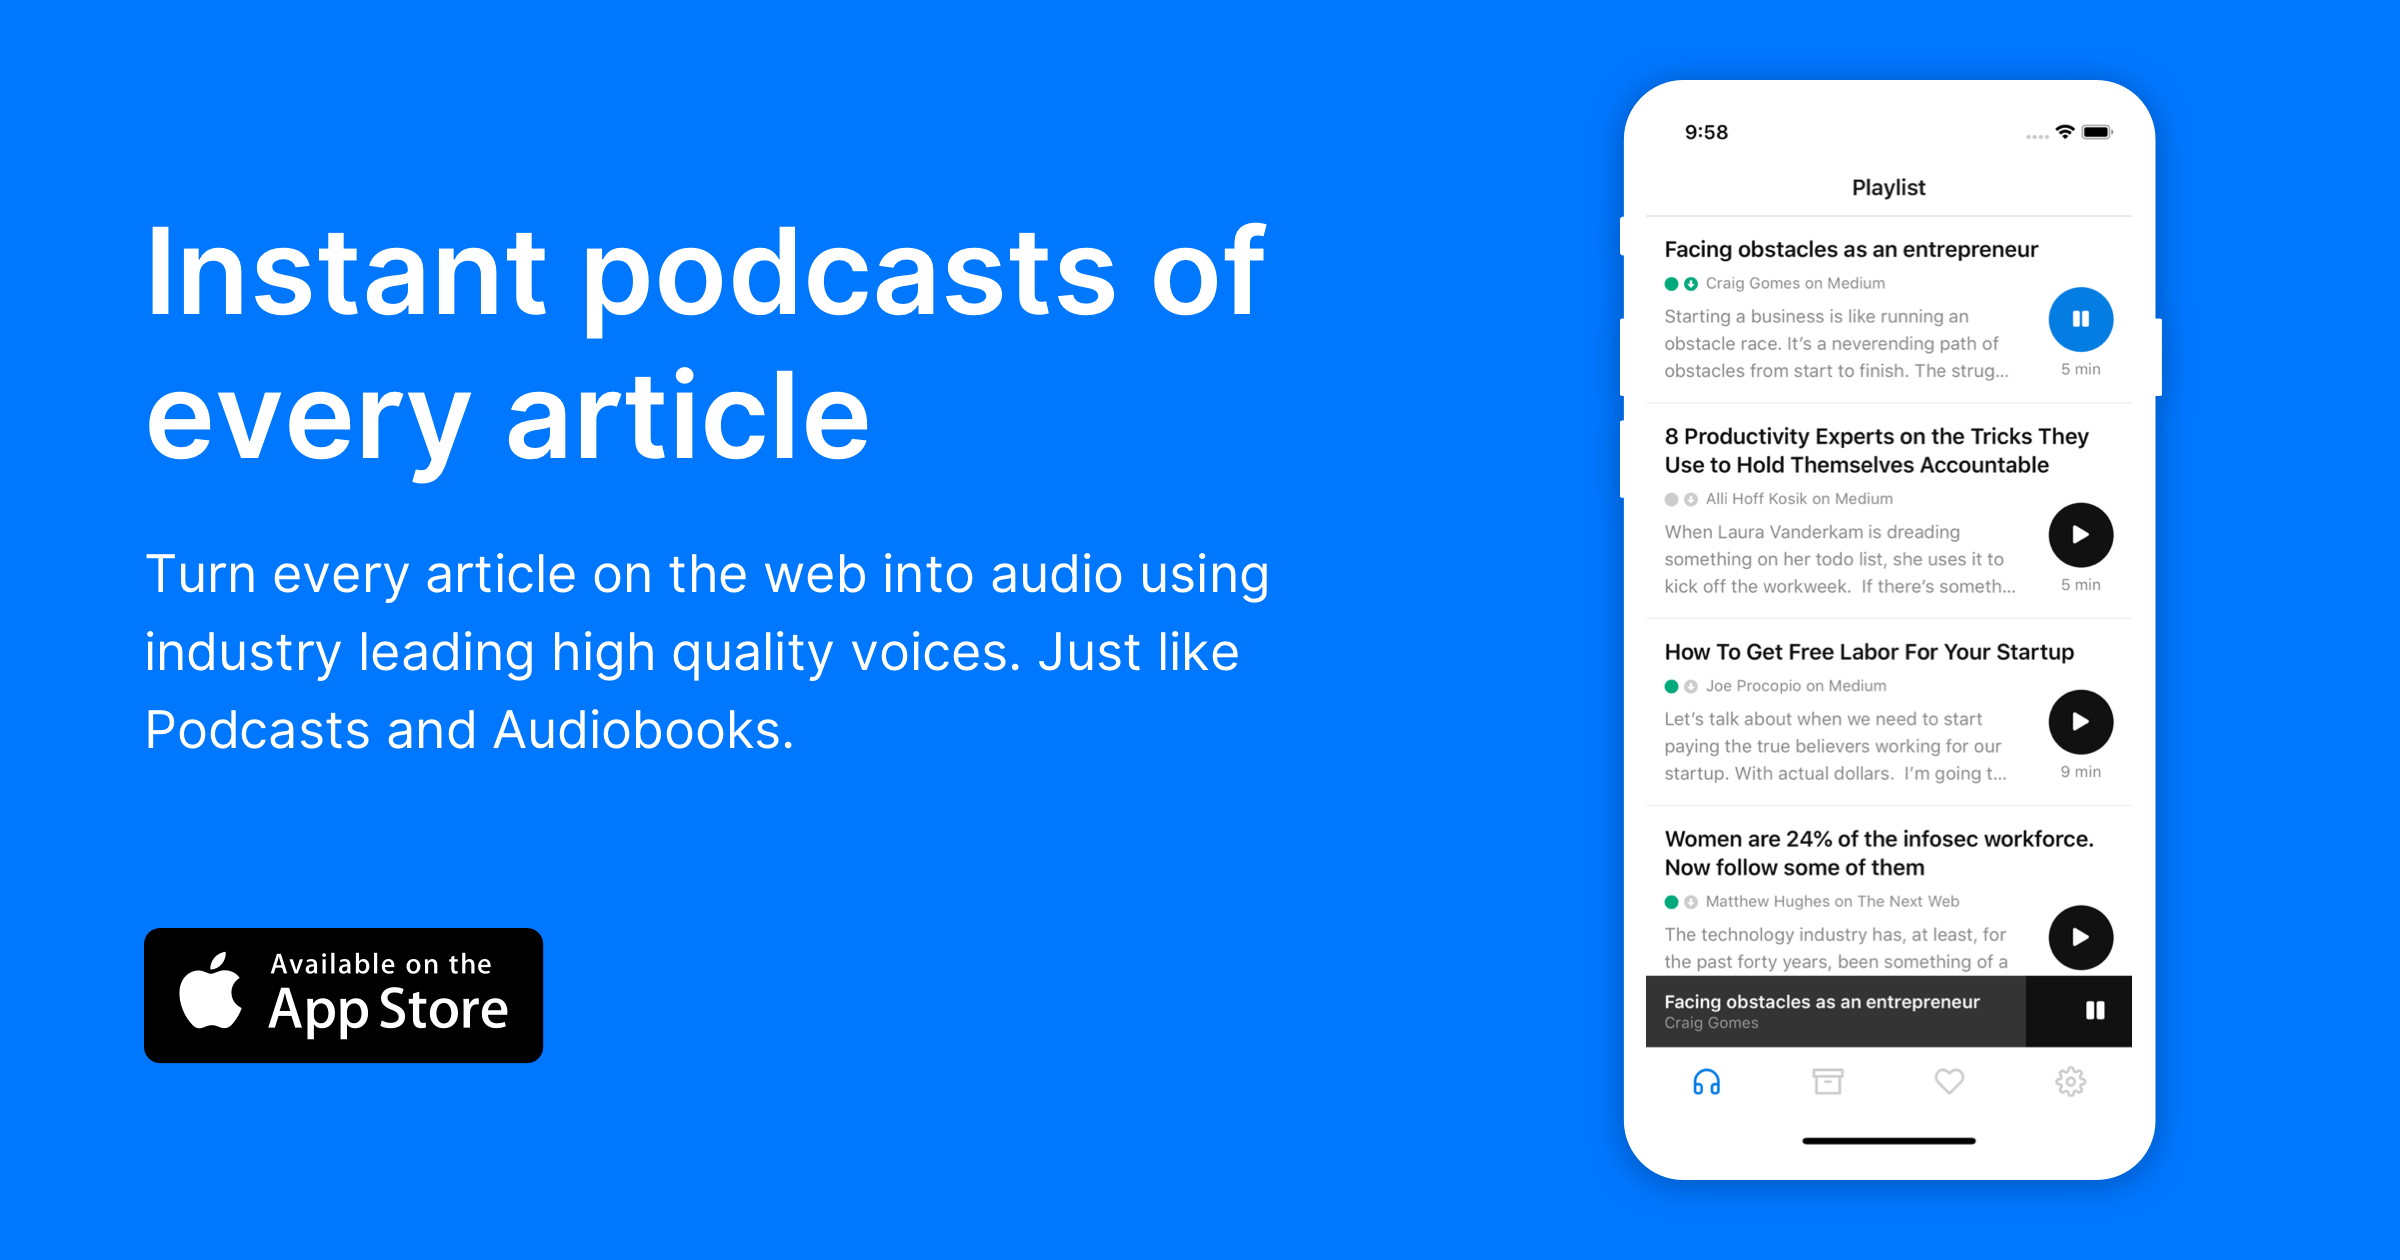 Instant podcasts of
every article
Turn every article on the web into audio using
industry leading high quality voices. Just like
Podcasts and Audiobooks.
Available on the
App Store
9:58
Playlist
Facing obstacles as an entrepreneur
Craig Gomes on Medium
Starting a business is like running an
obstacle race. It’s a neverending path of
obstacles from start to finish. The strug...
5 min
8 Productivity Experts on the Tricks They
Use to Hold Themselves Accountable
Alli Hoff Kosik on Medium
When Laura Vanderkam is dreading
something on her todo list, she uses it to
kick off the workweek.  If there’s someth...
5 min
How To Get Free Labor For Your Startup
Joe Procopio on Medium
Let’s talk about when we need to start
paying the true believers working for our
startup. With actual dollars.  I’m going t...
9 min
Women are 24% of the infosec workforce.
Now follow some of them
Matthew Hughes on The Next Web
The technology industry has, at least, for
the past forty years, been something of a
Facing obstacles as an entrepreneur
Craig Gomes